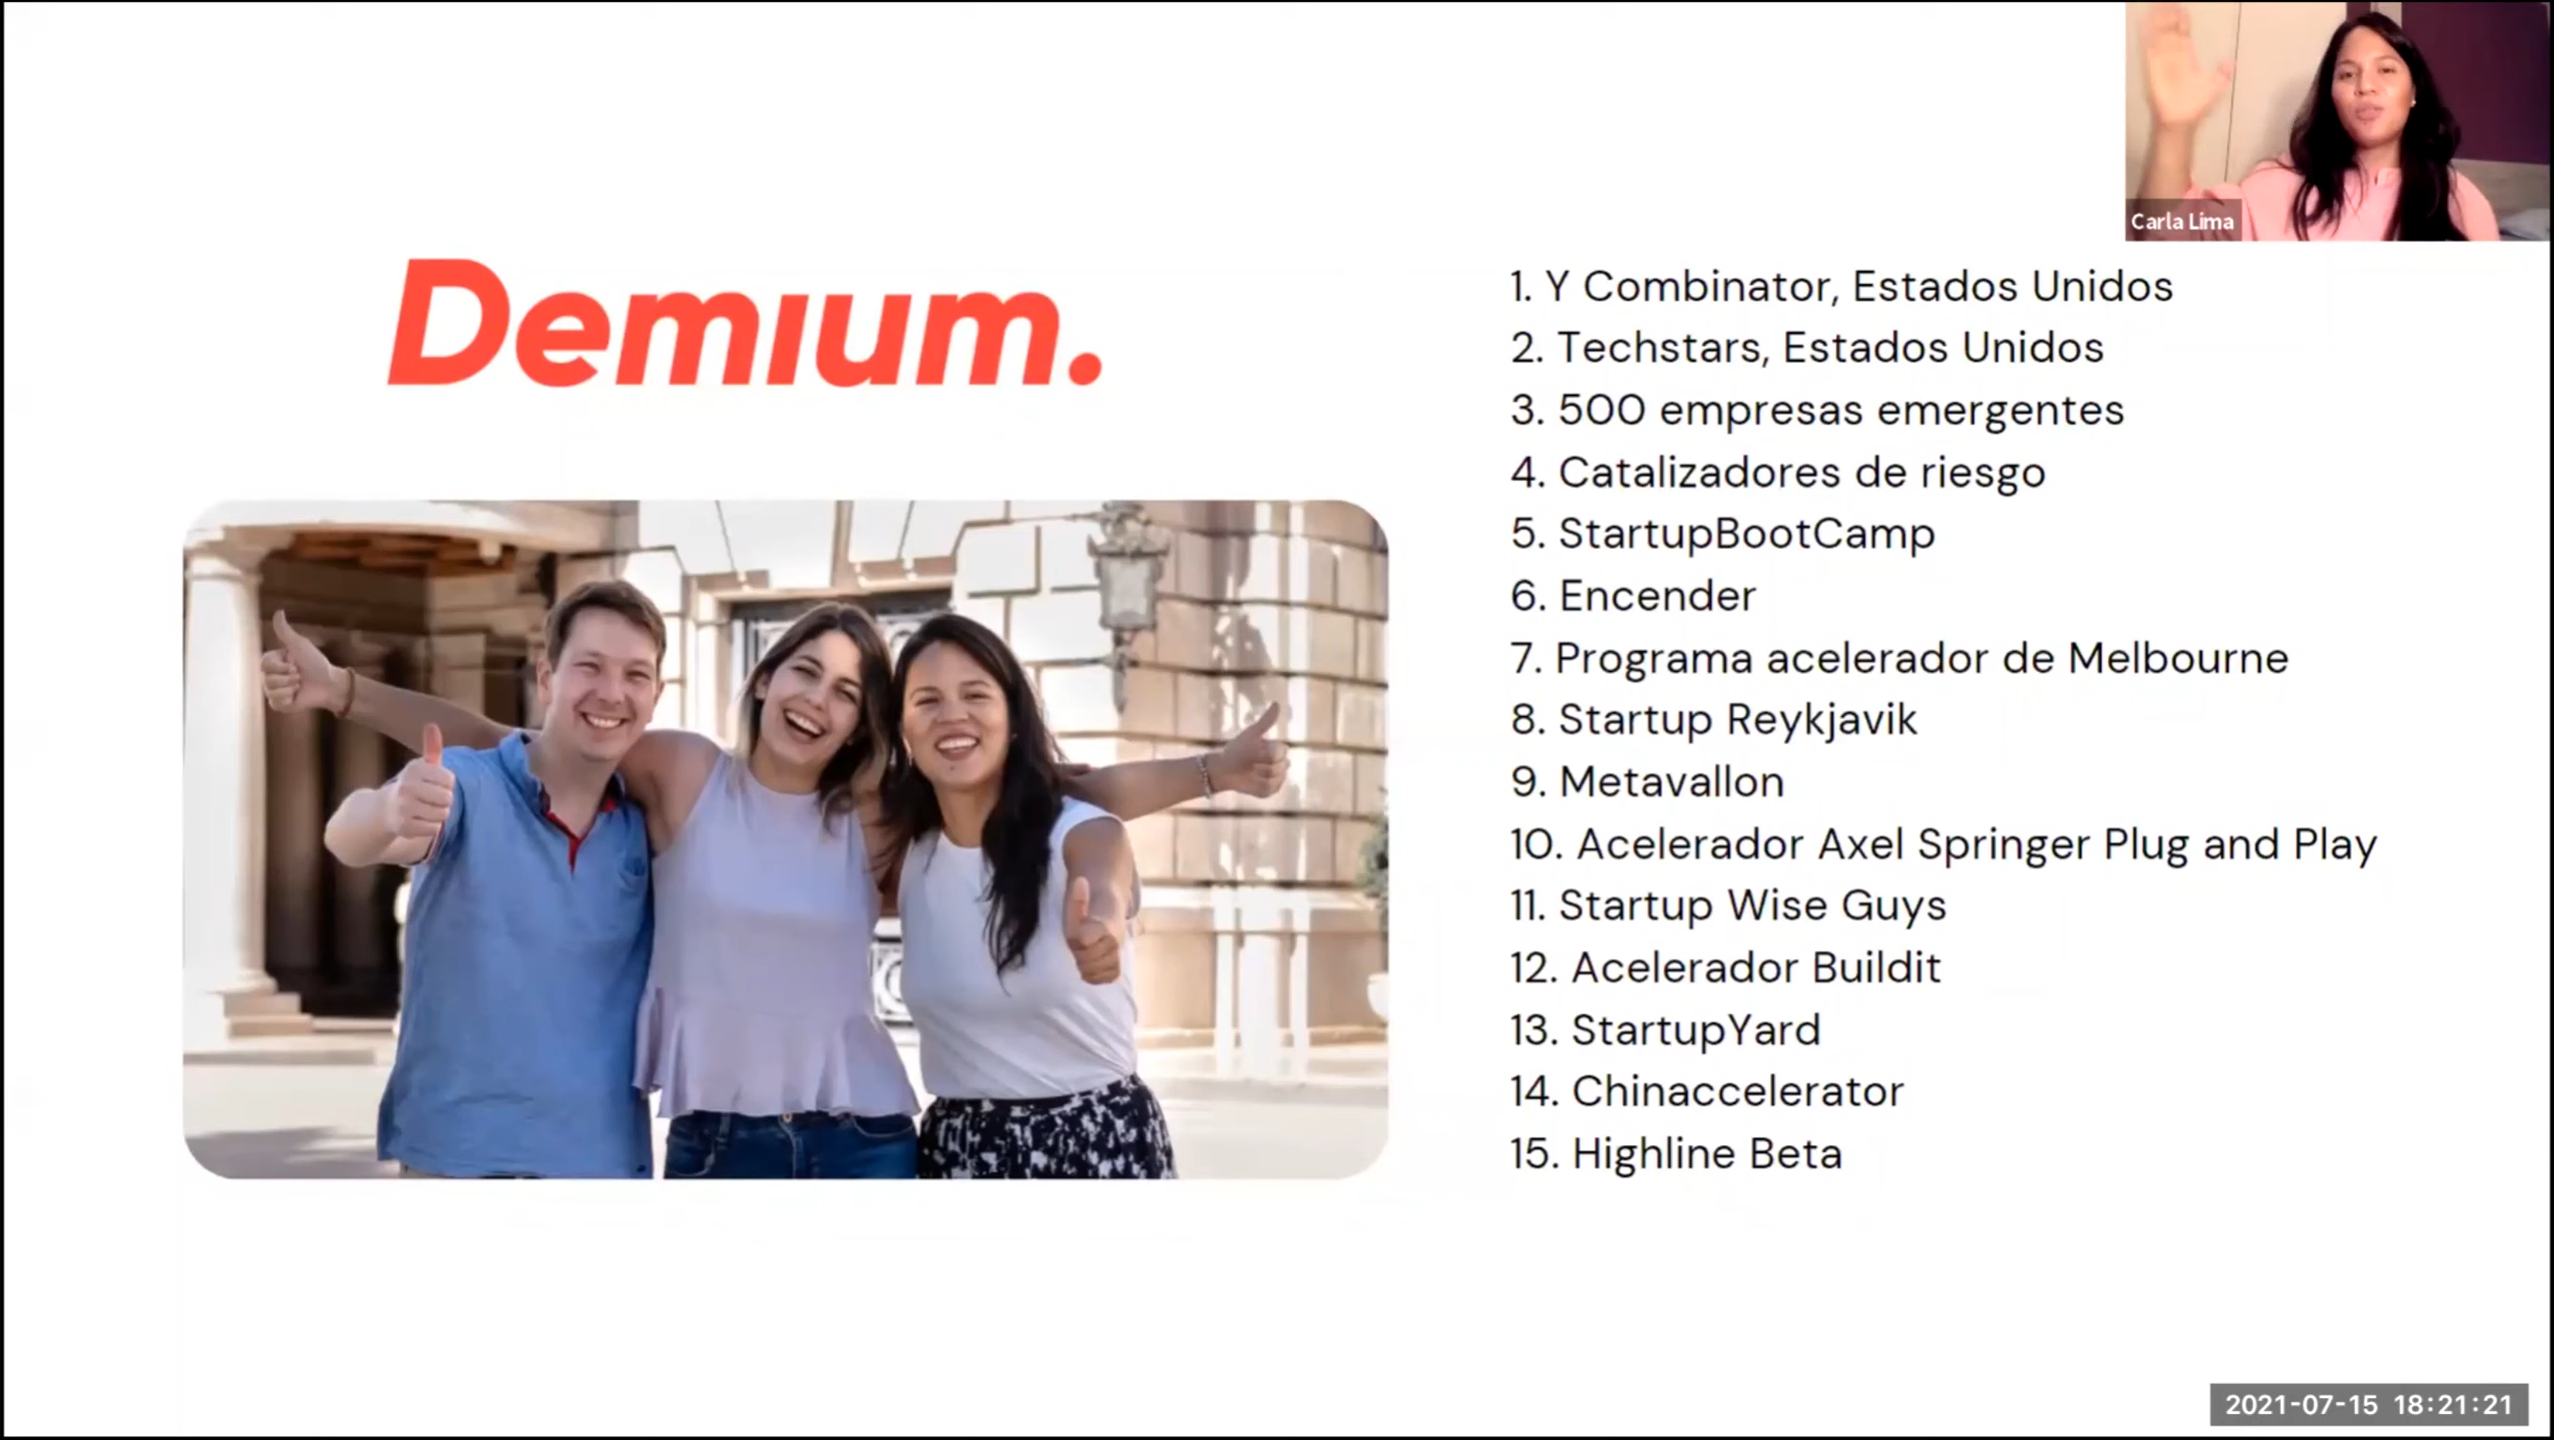 Carla Lima
Demium.
1. Y Combinator, Estados Unidos
2. Techstars, Estados Unidos
3. 500 empresas emergentes
4. Catalizadores de riesgo
5. StartupBootCamp
6. Encender
7. Programa acelerador de Melbourne
8. Startup Reykjavik
9. Metavallon
10. Acelerador Axel Springer Plug and Play
11. Startup Wise Guys
12. Acelerador Buildit
13. StartupYard
14. Chinaccelerator
15. Highline Beta
2021-07-15 18:21:21